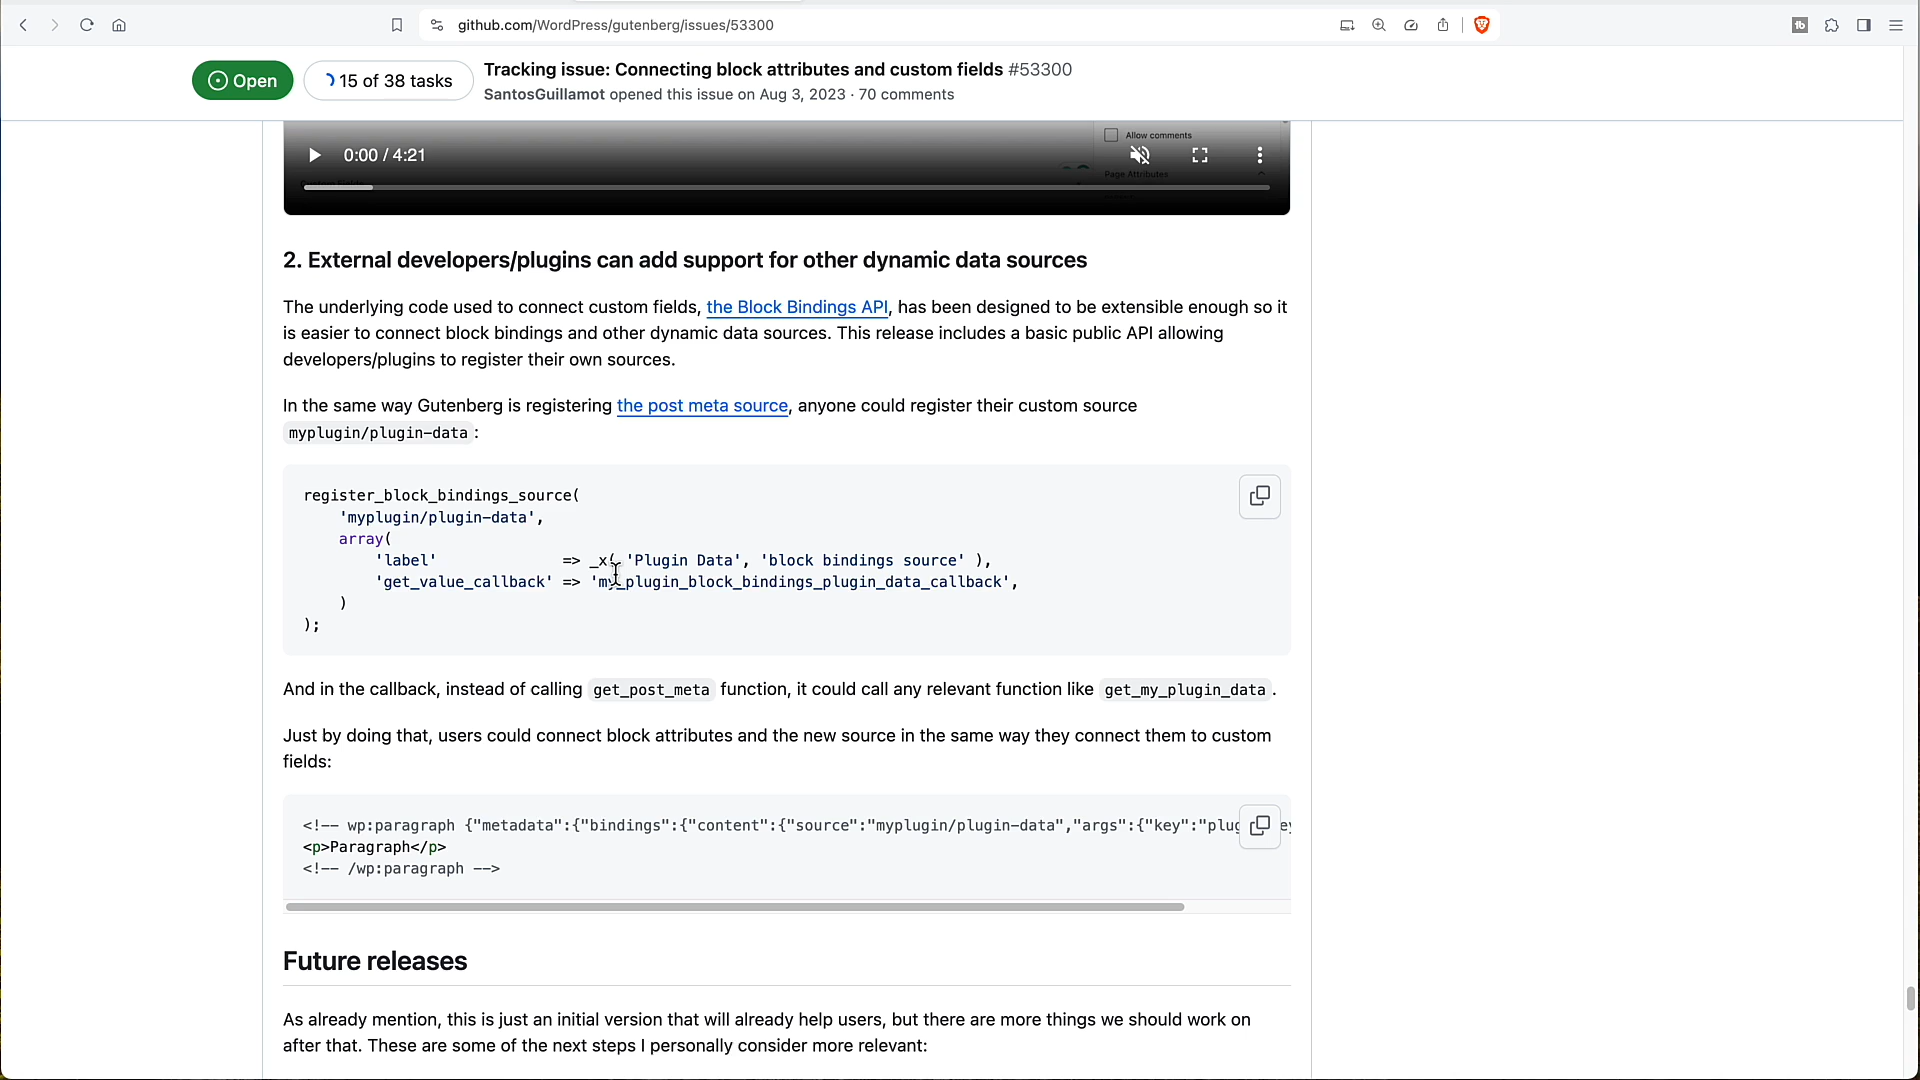 github.com/WordPress/gutenberg/issues/53300
Open
15 of 38 tasks
Tracking issue: Connecting block attributes and custom fields #53300
SantosGuillamot opened this issue on Aug 3, 2023 · 70 comments
Allow comments
0:00 / 4:21
Page Attributes
2. External developers/plugins can add support for other dynamic data sources
The underlying code used to connect custom fields, the Block Bindings API, has been designed to be extensible enough so it
is easier to connect block bindings and other dynamic data sources. This release includes a basic public API allowing
developers/plugins to register their own sources.
In the same way Gutenberg is registering the post meta source, anyone could register their custom source
myplugin/plugin-data :
register_block_bindings_source(
'myplugin/plugin-data',
array(
'label' => _x( 'Plugin Data', 'block bindings source' ),
'get_value_callback' => 'my_plugin_block_bindings_plugin_data_callback',
)
);
And in the callback, instead of calling get_post_meta function, it could call any relevant function like get_my_plugin_data .
Just by doing that, users could connect block attributes and the new source in the same way they connect them to custom
fields:
<!-- wp:paragraph {"metadata":{"bindings":{"content":{"source":"myplugin/plugin-data","args":{"key":"plug
<p>Paragraph</p>
<!-- /wp:paragraph -->
Future releases
As already mention, this is just an initial version that will already help users, but there are more things we should work on
after that. These are some of the next steps I personally consider more relevant: